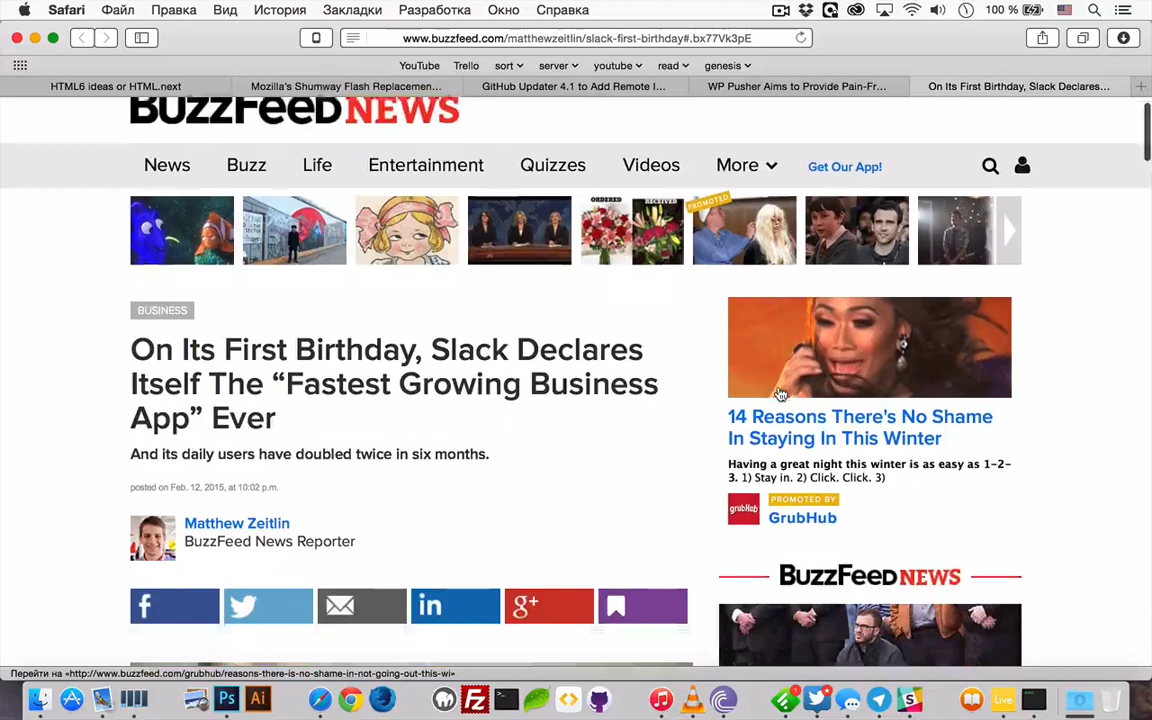 Safari Файл Правка Вид История Закладки Разработка Окно Справка 100 %
www.buzzfeed.com/matthewzeitlin/slack-first-birthday#.bx77Vk3pE
YouTube Trello sort server youtube read genesis
HTML6 ideas or HTML.next Mozilla's Shumway Flash Replacemen... GitHub Updater 4.1 to Add Remote I... WP Pusher Aims to Provide Pain-Fr... On Its First Birthday, Slack Declares...
BuzzFeed NEWS
News Buzz Life Entertainment Quizzes Videos More Get Our App!
ORDERED RECEIVED PROMOTED
BUSINESS
On Its First Birthday, Slack Declares
Itself The “Fastest Growing Business
App” Ever
And its daily users have doubled twice in six months.
posted on Feb. 12, 2015, at 10:02 p.m.
Matthew Zeitlin
BuzzFeed News Reporter
f in g+
14 Reasons There's No Shame
In Staying In This Winter
Having a great night this winter is as easy as 1-2-
3. 1) Stay in. 2) Click. Click. 3)
grubHub
PROMOTED BY
GrubHub
BuzzFeed NEWS
Перейти на «http://www.buzzfeed.com/grubhub/reasons-there-is-no-shame-in-not-going-out-this-wi»
Ps Ai Fz Live